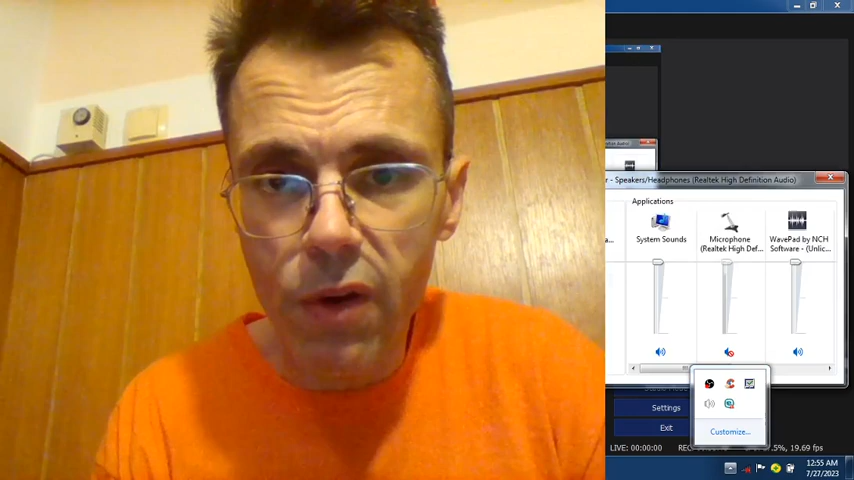 - Speakers/Headphones (Realtek High Definition Audio)
Applications
System Sounds
Microphone
(Realtek High Def...
WavePad by NCH
Software - (Unlic...
Settings
Exit
Customize...
LIVE: 00:00:00
19.69 fps
12:55 AM
7/27/2023